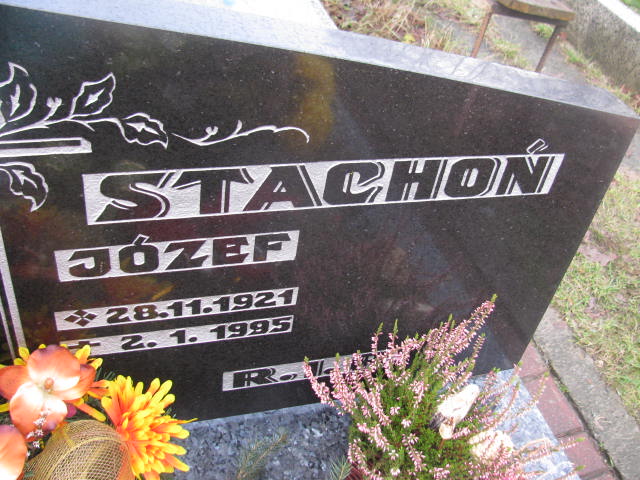 STACHOŃ
JÓZEF
28.11.1921
2.1.1995
R.I.P